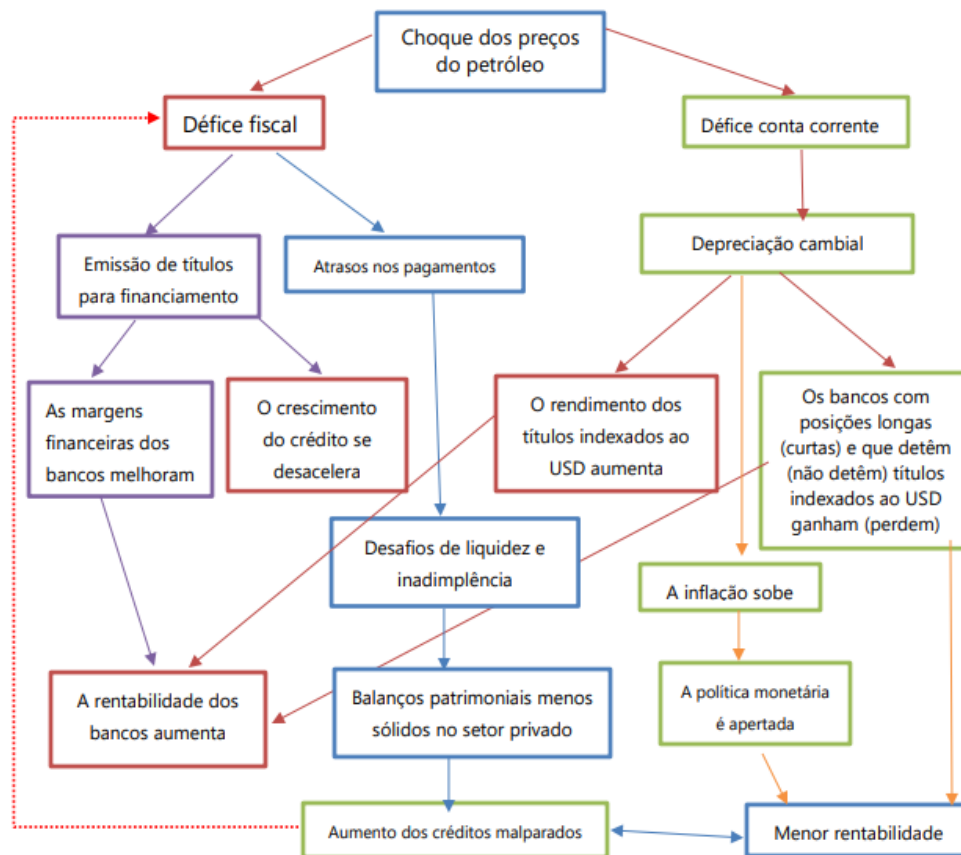 Choque dos preços
do petróleo
Défice fiscal
Défice conta corrente
Emissão de títulos
para financiamento
Atrasos nos pagamentos
Depreciação cambial
As margens
financeiras dos
bancos melhoram
O crescimento
do crédito se
desacelera
O rendimento dos
títulos indexados ao
USD aumenta
Os bancos com
posições longas
(curtas) e que detêm
(não detêm) títulos
indexados ao USD
ganham (perdem)
Desafios de liquidez e
inadimplência
A inflação sobe
A rentabilidade dos
bancos aumenta
Balanços patrimoniais menos
sólidos no setor privado
A política monetária
é apertada
Aumento dos créditos malparados
Menor rentabilidade